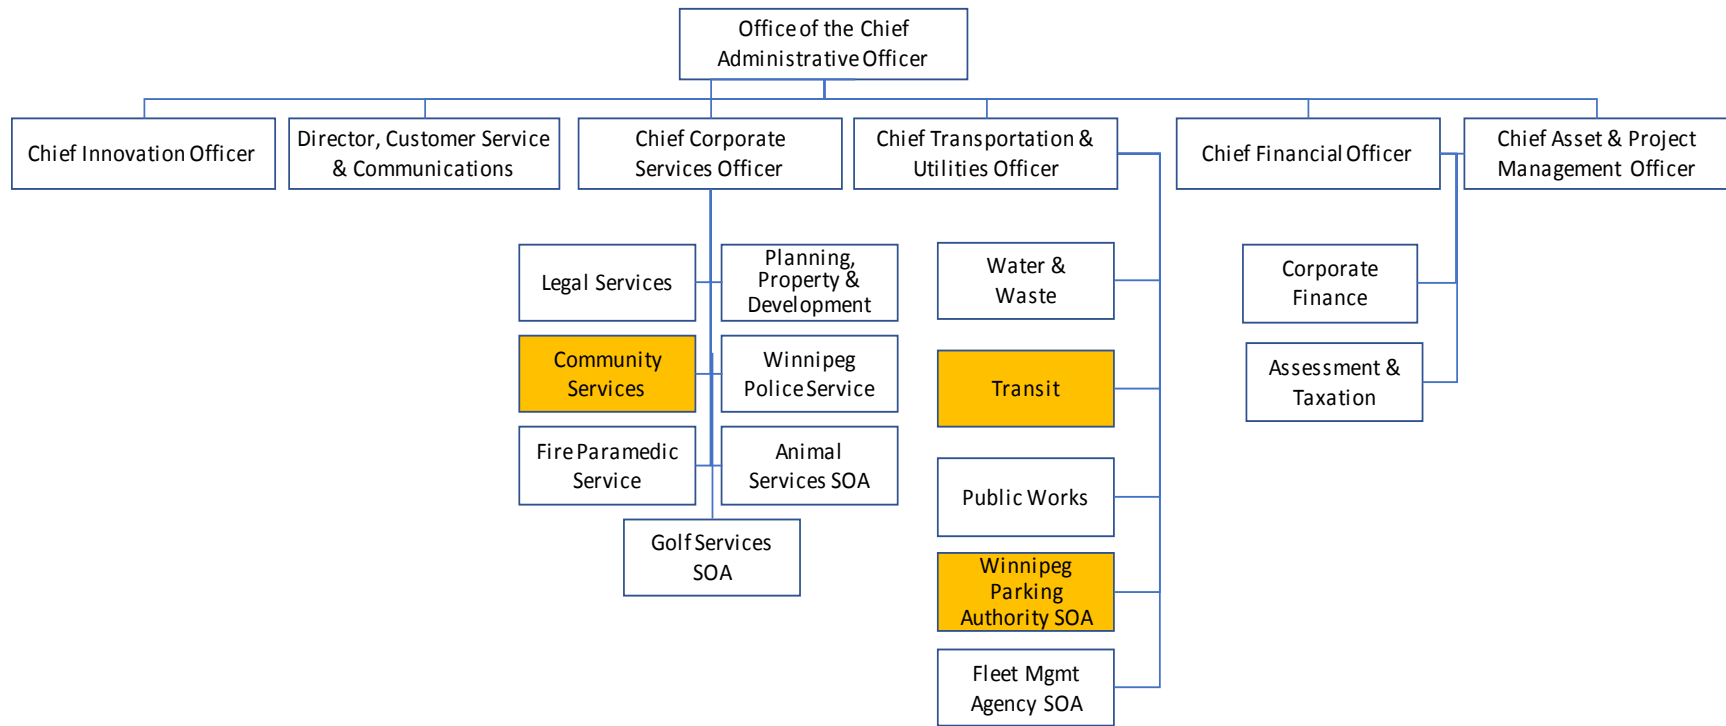 Office of the Chief
Administrative Officer
Chief Innovation Officer
Director, Customer Service
& Communications
Chief Corporate
Services Officer
Chief Transportation &
Utilities Officer
Chief Financial Officer
Chief Asset & Project
Management Officer
Legal Services
Planning,
Property &
Development
Community
Services
Winnipeg
Police Service
Fire Paramedic
Service
Animal
Services SOA
Golf Services
SOA
Water &
Waste
Transit
Public Works
Winnipeg
Parking
Authority SOA
Fleet Mgmt
Agency SOA
Corporate
Finance
Assessment &
Taxation